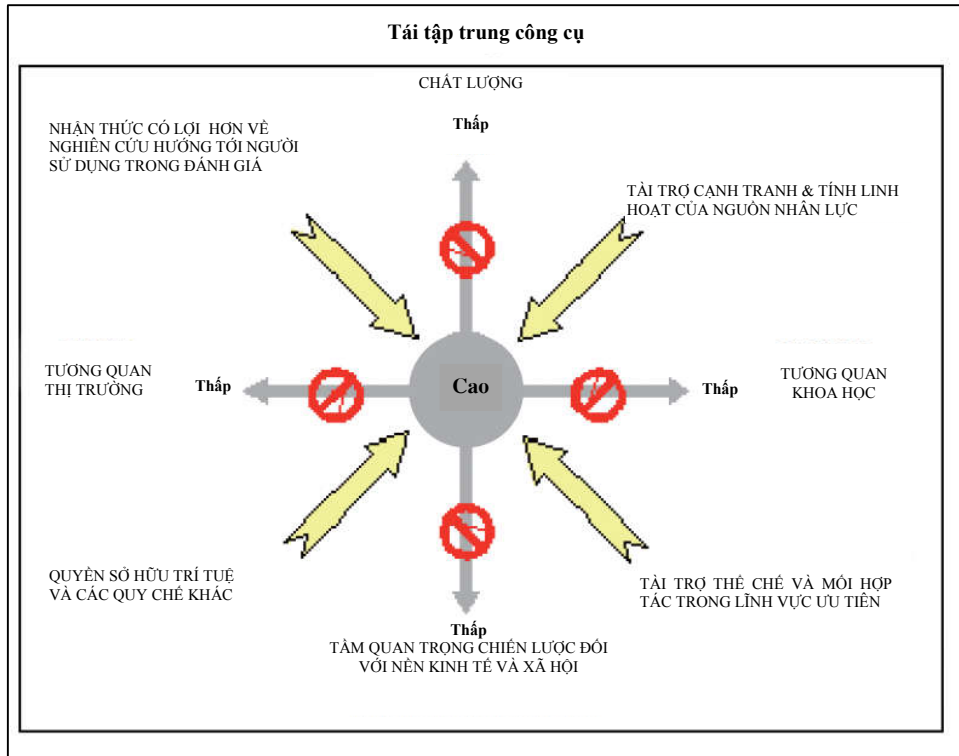 Tái tập trung công cụ
CHẤT LƯỢNG
Thấp
NHẬN THỨC CÓ LỢI HƠN VỀ
NGHIÊN CỨU HƯỚNG TỚI NGƯỜI
SỬ DỤNG TRONG ĐÁNH GIÁ
TÀI TRỢ CẠNH TRANH & TÍNH LINH
HOẠT CỦA NGUỒN NHÂN LỰC
TƯƠNG QUAN
THỊ TRƯỜNG
Thấp
Cao
Thấp
TƯƠNG QUAN
KHOA HỌC
QUYỀN SỞ HỮU TRÍ TUỆ
VÀ CÁC QUY CHẾ KHÁC
TÀI TRỢ THỂ CHẾ VÀ MỐI HỢP
TÁC TRONG LĨNH VỰC ƯU TIÊN
Thấp
TẦM QUAN TRỌNG CHIẾN LƯỢC ĐỐI
VỚI NỀN KINH TẾ VÀ XÃ HỘI